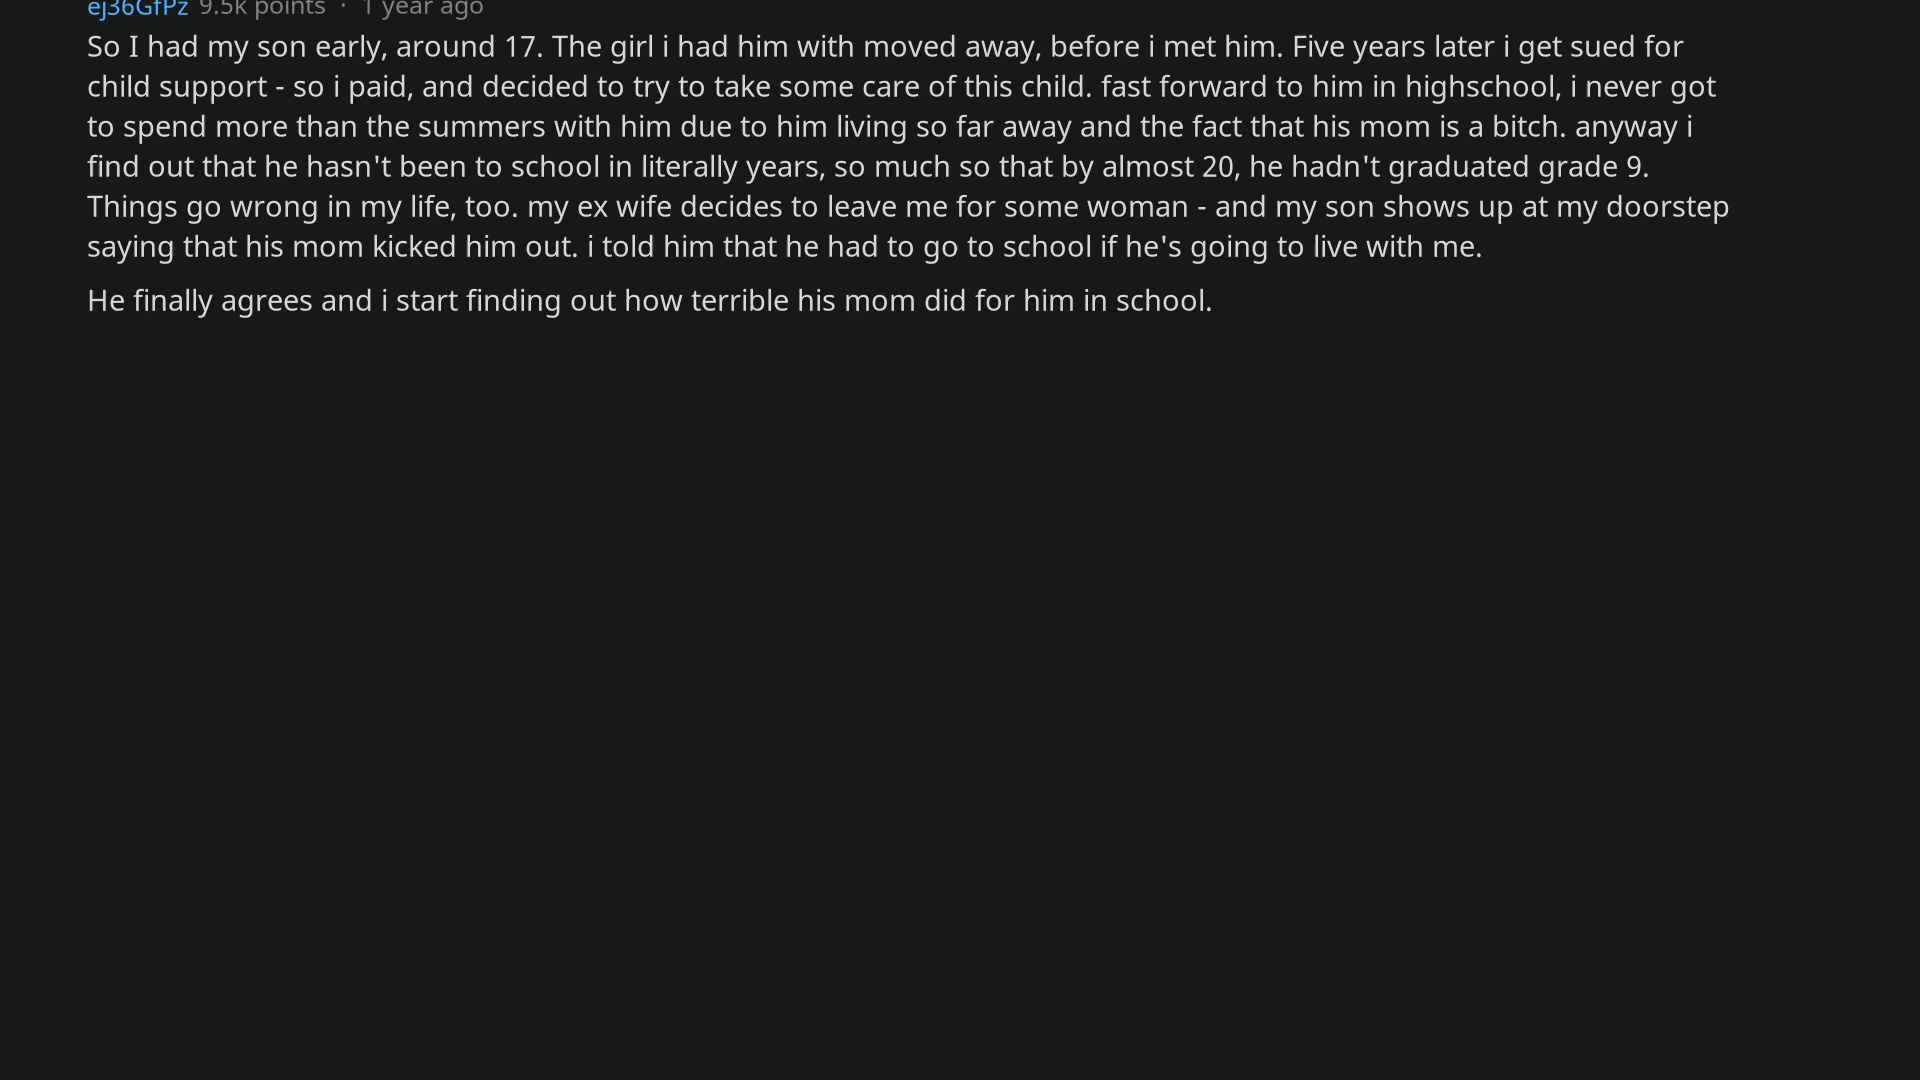 ej36GfPz 9.5k points · 1 year ago
So I had my son early, around 17. The girl i had him with moved away, before i met him. Five years later i get sued for
child support - so i paid, and decided to try to take some care of this child. fast forward to him in highschool, i never got
to spend more than the summers with him due to him living so far away and the fact that his mom is a bitch. anyway i
find out that he hasn't been to school in literally years, so much so that by almost 20, he hadn't graduated grade 9.
Things go wrong in my life, too. my ex wife decides to leave me for some woman - and my son shows up at my doorstep
saying that his mom kicked him out. i told him that he had to go to school if he's going to live with me.
He finally agrees and i start finding out how terrible his mom did for him in school.